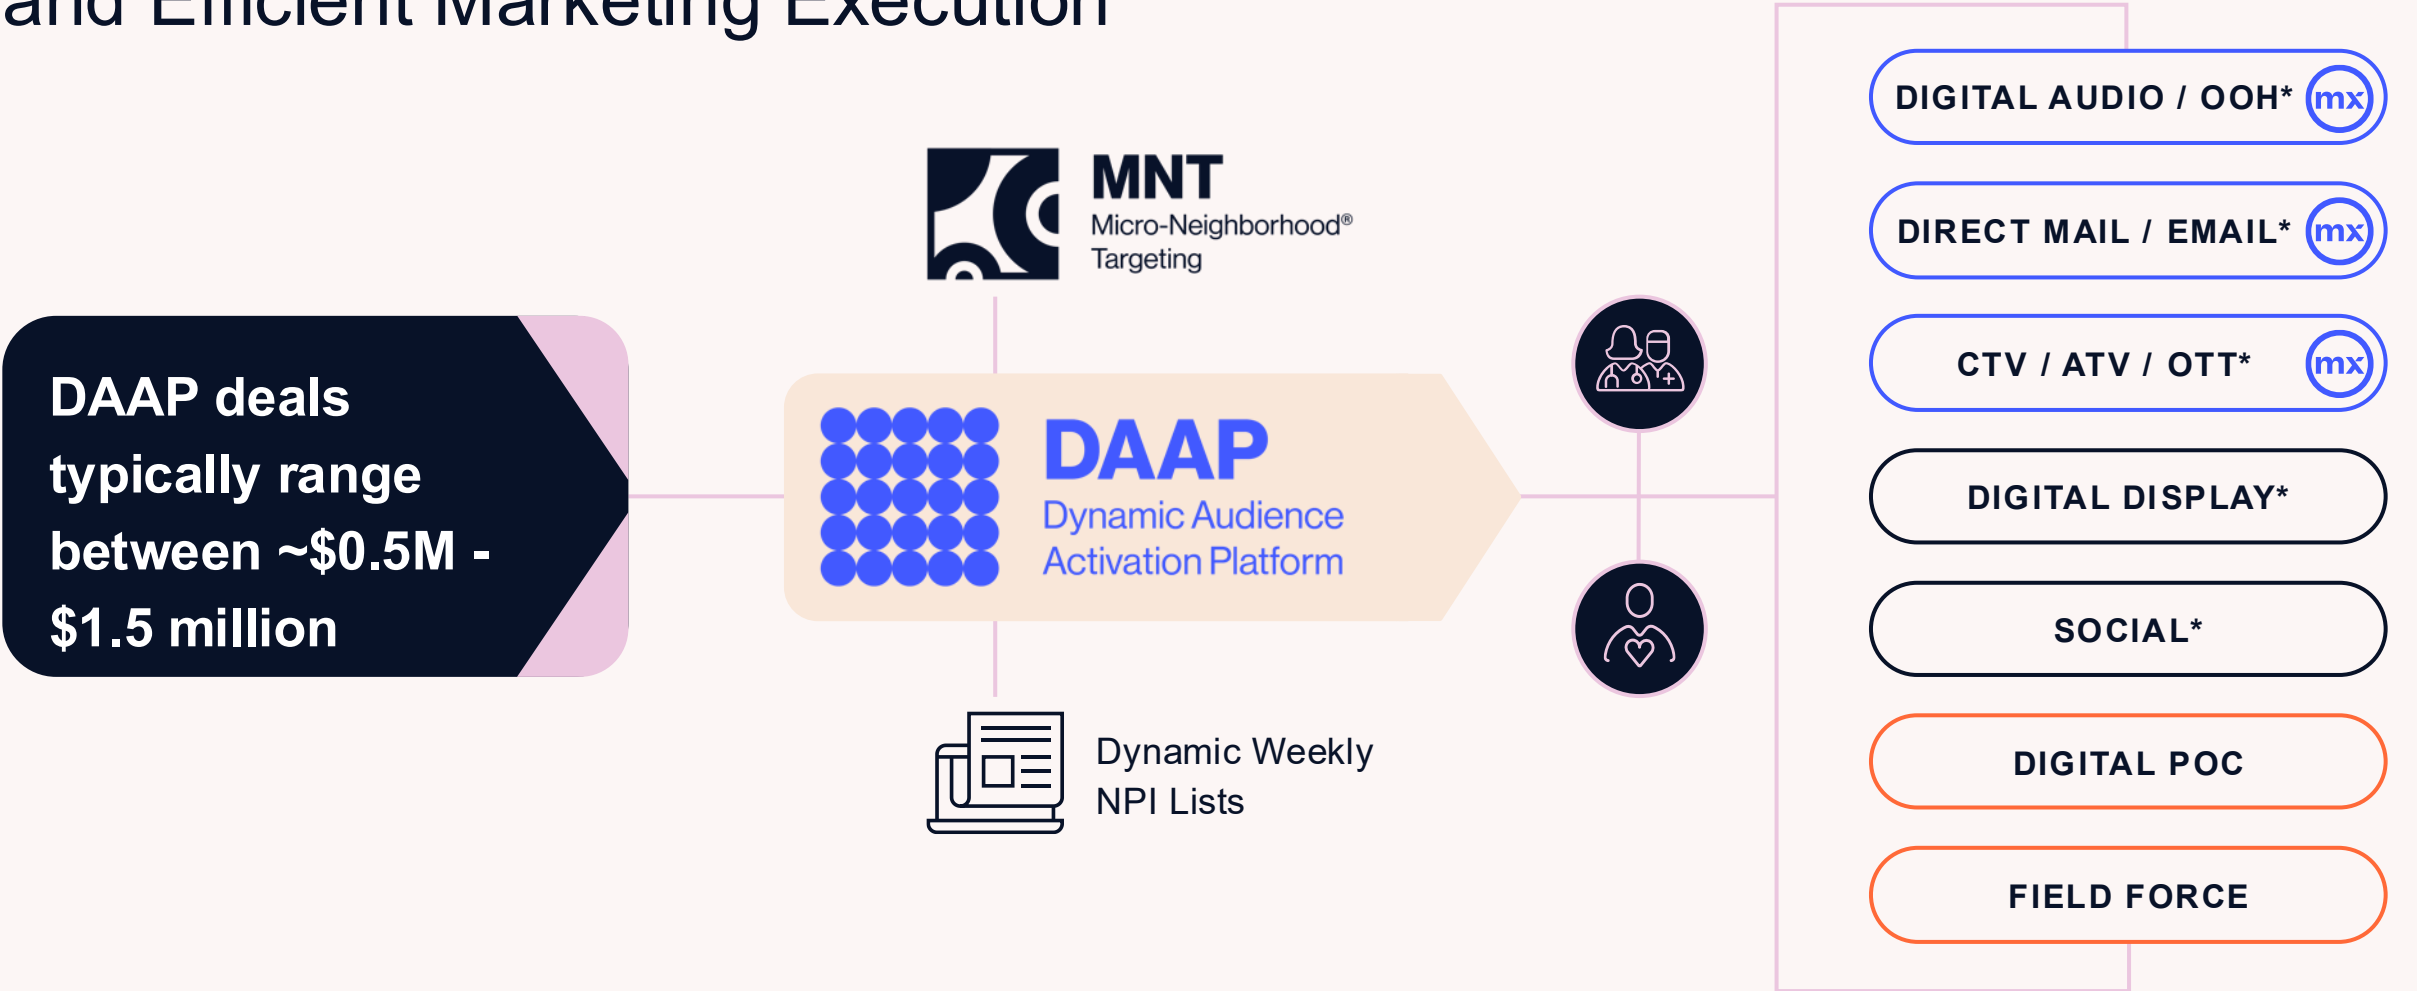 and Efficient Marketing Execution
DAAP deals
typically range
between ~$0.5M -
$1.5 million
MNT
Micro-Neighborhood®
Targeting
DAAP
Dynamic Audience
Activation Platform
Dynamic Weekly
NPI Lists
DIGITAL AUDIO / OOH* mx
DIRECT MAIL / EMAIL* mx
CTV / ATV / OTT* mx
DIGITAL DISPLAY*
SOCIAL*
DIGITAL POC
FIELD FORCE